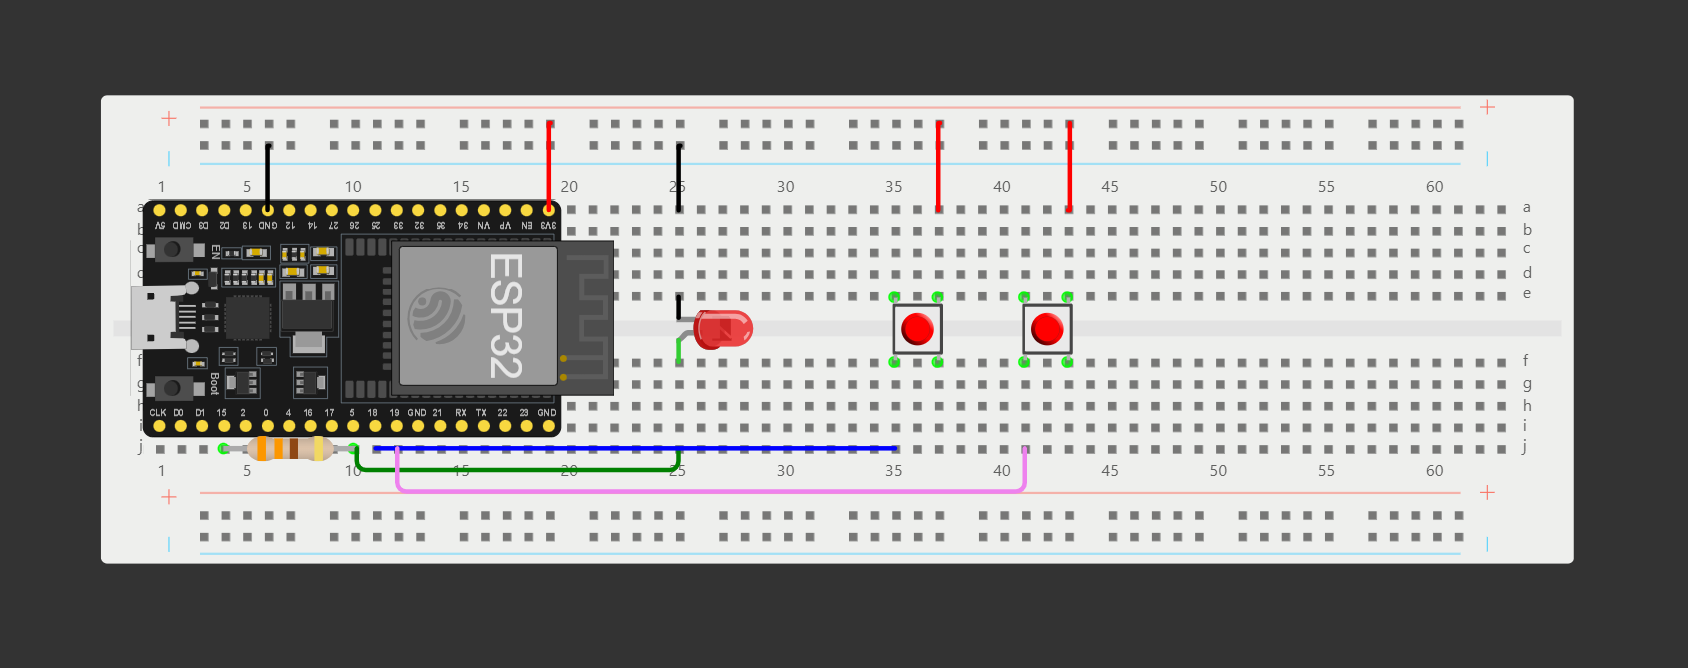 + +
1 5 10 15 20 25 30 35 40 45 50 55 60
a a
5V CMD D3 D2 13 GND 12 14 27 26 25 33 32 35 34 VN VP EN 3V3
b b
c EN c
d d
e e
ESP32
f f
g Boot g
h h
CLK D0 D1 15 2 0 4 16 17 5 18 19 GND 21 RX TX 22 23 GND
i i
j j
1 5 10 15 20 25 30 35 40 45 50 55 60
+ +